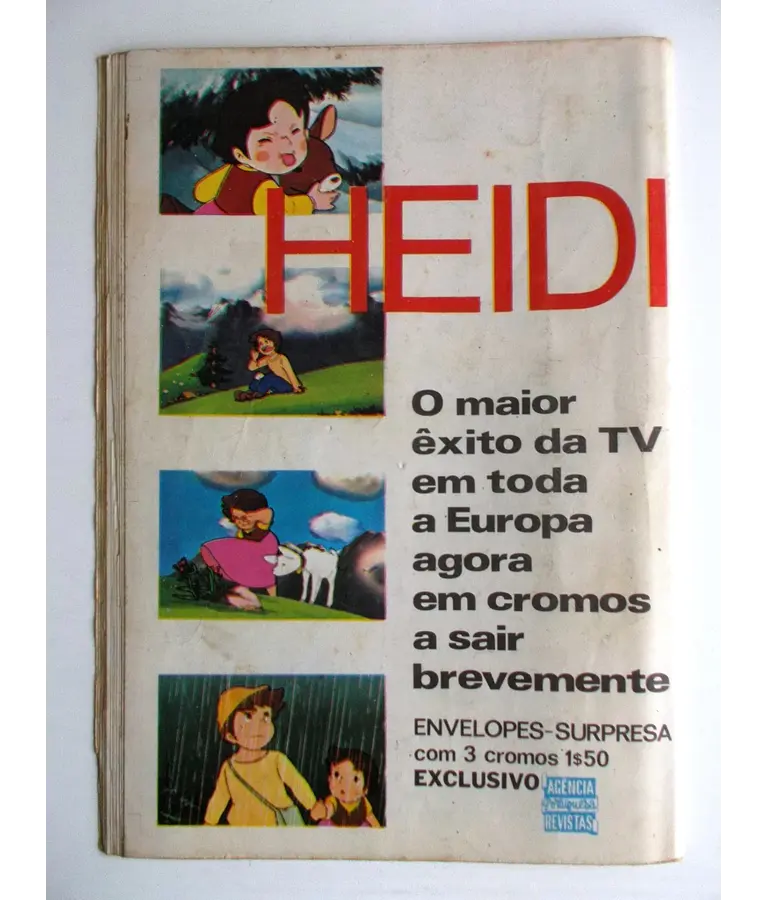 HEIDI
O maior
êxito da TV
em toda
a Europa
agora
em cromos
a sair
brevemente
ENVELOPES-SURPRESA
com 3 cromos 1$50
EXCLUSIVO
AGÊNCIA
Portuguesa
REVISTAS